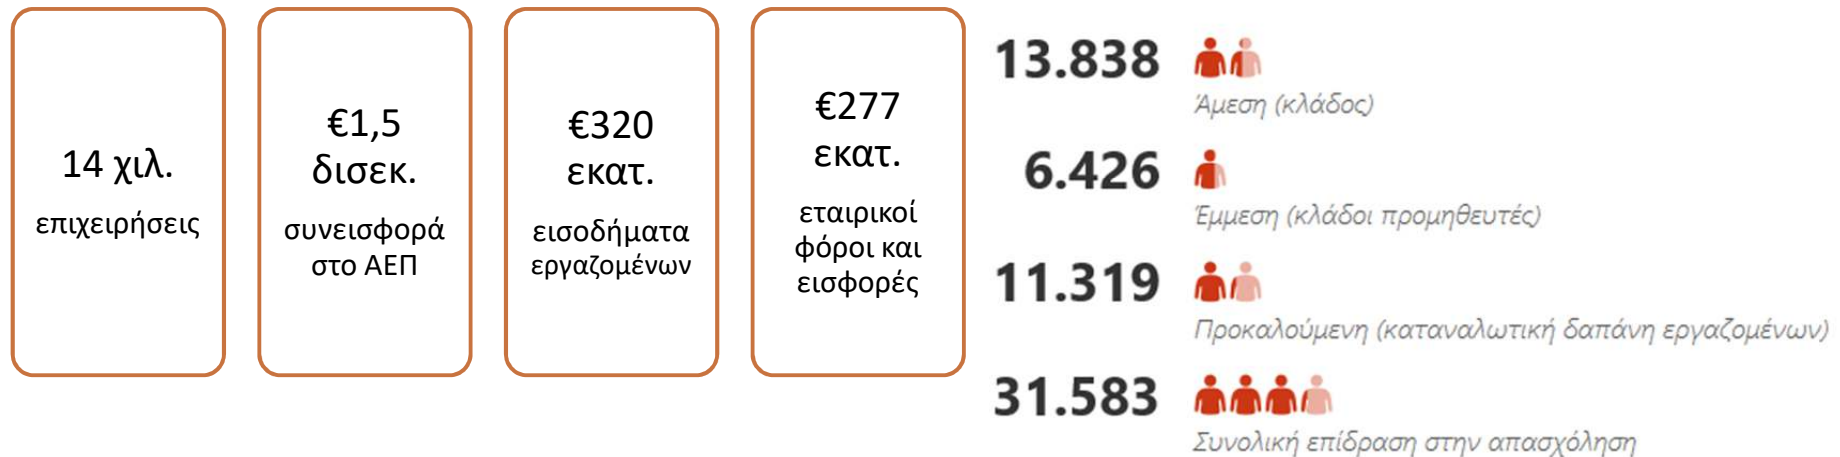 14 χιλ.
επιχειρήσεις
€1,5
δισεκ.
συνεισφορά
στο ΑΕΠ
€320
εκατ.
εισοδήματα
εργαζομένων
€277
εκατ.
εταιρικοί
φόροι και
εισφορές
13.838
Άμεση (κλάδος)
6.426
Έμμεση (κλάδοι προμηθευτές)
11.319
Προκαλούμενη (καταναλωτική δαπάνη εργαζομένων)
31.583
Συνολική επίδραση στην απασχόληση